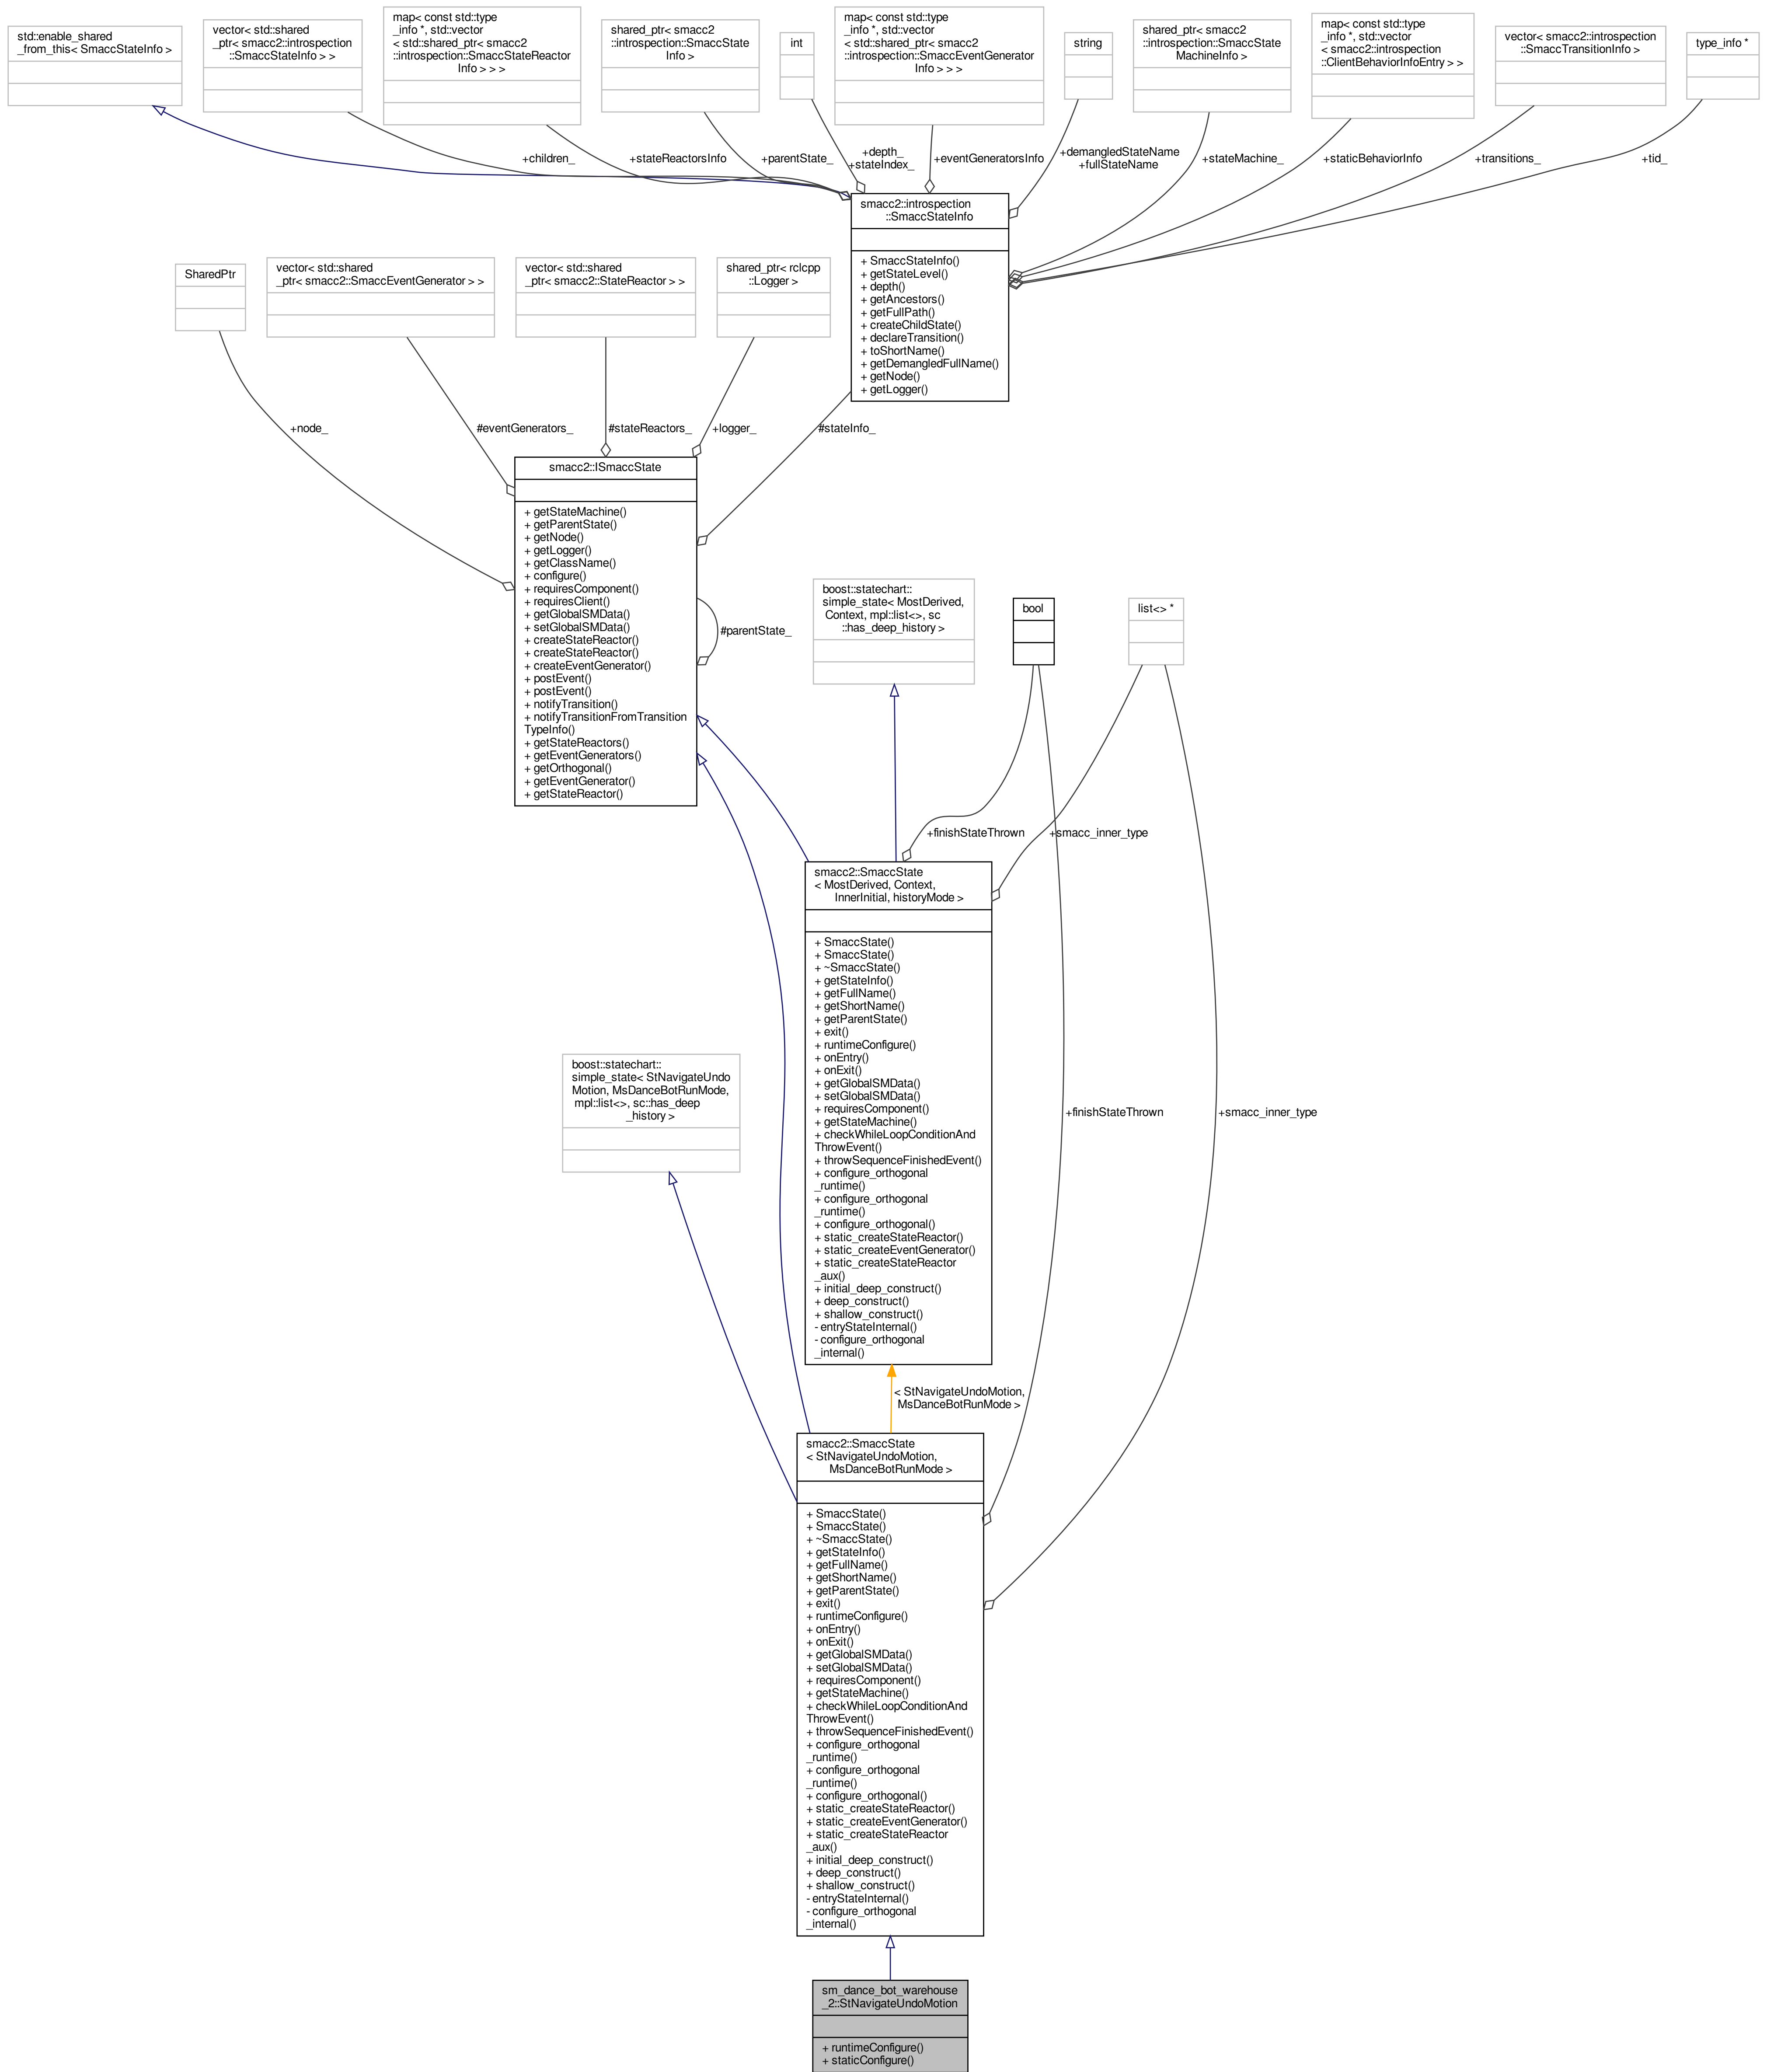 std::enable_shared
_from_this< SmaccStateInfo >
vector< std::shared
_ptr< smacc2::introspection
::SmaccStateInfo > >
map< const std::type
_info *, std::vector
< std::shared_ptr< smacc2
::introspection::SmaccStateReactor
Info > > >
shared_ptr< smacc2
::introspection::SmaccState
Info >
int
map< const std::type
_info *, std::vector
< std::shared_ptr< smacc2
::introspection::SmaccEventGenerator
Info > > >
string
shared_ptr< smacc2
::introspection::SmaccState
MachineInfo >
map< const std::type
_info *, std::vector
< smacc2::introspection
::ClientBehaviorInfoEntry > >
vector< smacc2::introspection
::SmaccTransitionInfo >
type_info *
+children_
+stateReactorsInfo
+parentState_
+depth_
+stateIndex_
+eventGeneratorsInfo
+demangledStateName
+fullStateName
+stateMachine_
+staticBehaviorInfo
+transitions_
+tid_
smacc2::introspection
::SmaccStateInfo
+ SmaccStateInfo()
+ getStateLevel()
+ depth()
+ getAncestors()
+ getFullPath()
+ createChildState()
+ declareTransition()
+ toShortName()
+ getDemangledFullName()
+ getNode()
+ getLogger()
SharedPtr
vector< std::shared
_ptr< smacc2::SmaccEventGenerator > >
vector< std::shared
_ptr< smacc2::StateReactor > >
shared_ptr< rclcpp
::Logger >
+node_
#eventGenerators_
#stateReactors_
+logger_
#stateInfo_
smacc2::ISmaccState
+ getStateMachine()
+ getParentState()
+ getNode()
+ getLogger()
+ getClassName()
+ configure()
+ requiresComponent()
+ requiresClient()
+ getGlobalSMData()
+ setGlobalSMData()
+ createStateReactor()
+ createStateReactor()
+ createEventGenerator()
+ postEvent()
+ postEvent()
+ notifyTransition()
+ notifyTransitionFromTransition
TypeInfo()
+ getStateReactors()
+ getEventGenerators()
+ getOrthogonal()
+ getEventGenerator()
+ getStateReactor()
#parentState_
boost::statechart::
simple_state< MostDerived,
Context, mpl::list<>, sc
::has_deep_history >
bool
list<> *
+finishStateThrown
+smacc_inner_type
smacc2::SmaccState
< MostDerived, Context,
InnerInitial, historyMode >
+ SmaccState()
+ SmaccState()
+ ~SmaccState()
+ getStateInfo()
+ getFullName()
+ getShortName()
+ getParentState()
+ exit()
+ runtimeConfigure()
+ onEntry()
+ onExit()
+ getGlobalSMData()
+ setGlobalSMData()
+ requiresComponent()
+ getStateMachine()
+ checkWhileLoopConditionAnd
ThrowEvent()
+ throwSequenceFinishedEvent()
+ configure_orthogonal
_runtime()
+ configure_orthogonal
_runtime()
+ configure_orthogonal()
+ static_createStateReactor()
+ static_createEventGenerator()
+ static_createStateReactor
_aux()
+ initial_deep_construct()
+ deep_construct()
+ shallow_construct()
- entryStateInternal()
- configure_orthogonal
_internal()
boost::statechart::
simple_state< StNavigateUndo
Motion, MsDanceBotRunMode,
mpl::list<>, sc::has_deep
_history >
+finishStateThrown
+smacc_inner_type
< StNavigateUndoMotion,
MsDanceBotRunMode >
smacc2::SmaccState
< StNavigateUndoMotion,
MsDanceBotRunMode >
+ SmaccState()
+ SmaccState()
+ ~SmaccState()
+ getStateInfo()
+ getFullName()
+ getShortName()
+ getParentState()
+ exit()
+ runtimeConfigure()
+ onEntry()
+ onExit()
+ getGlobalSMData()
+ setGlobalSMData()
+ requiresComponent()
+ getStateMachine()
+ checkWhileLoopConditionAnd
ThrowEvent()
+ throwSequenceFinishedEvent()
+ configure_orthogonal
_runtime()
+ configure_orthogonal
_runtime()
+ configure_orthogonal()
+ static_createStateReactor()
+ static_createEventGenerator()
+ static_createStateReactor
_aux()
+ initial_deep_construct()
+ deep_construct()
+ shallow_construct()
- entryStateInternal()
- configure_orthogonal
_internal()
sm_dance_bot_warehouse
_2::StNavigateUndoMotion
+ runtimeConfigure()
+ staticConfigure()